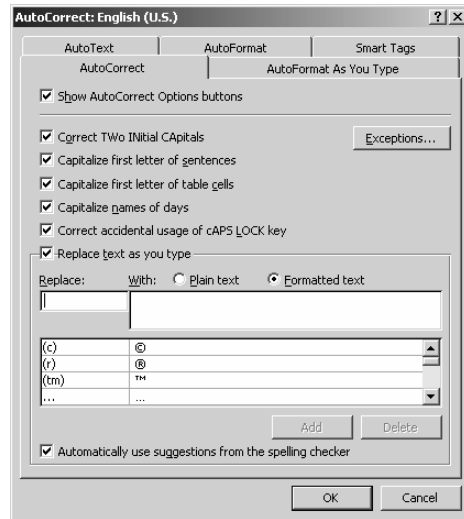 AutoCorrect: English (U.S.)
AutoText AutoFormat Smart Tags
AutoCorrect AutoFormat As You Type
Show AutoCorrect Options buttons
Correct TWo INitial CApitals Exceptions...
Capitalize first letter of sentences
Capitalize first letter of table cells
Capitalize names of days
Correct accidental usage of cAPS LOCK key
Replace text as you type
Replace: With: Plain text Formatted text
(c) ©
(r) ®
(tm) ™
... ...
Add Delete
Automatically use suggestions from the spelling checker
OK Cancel